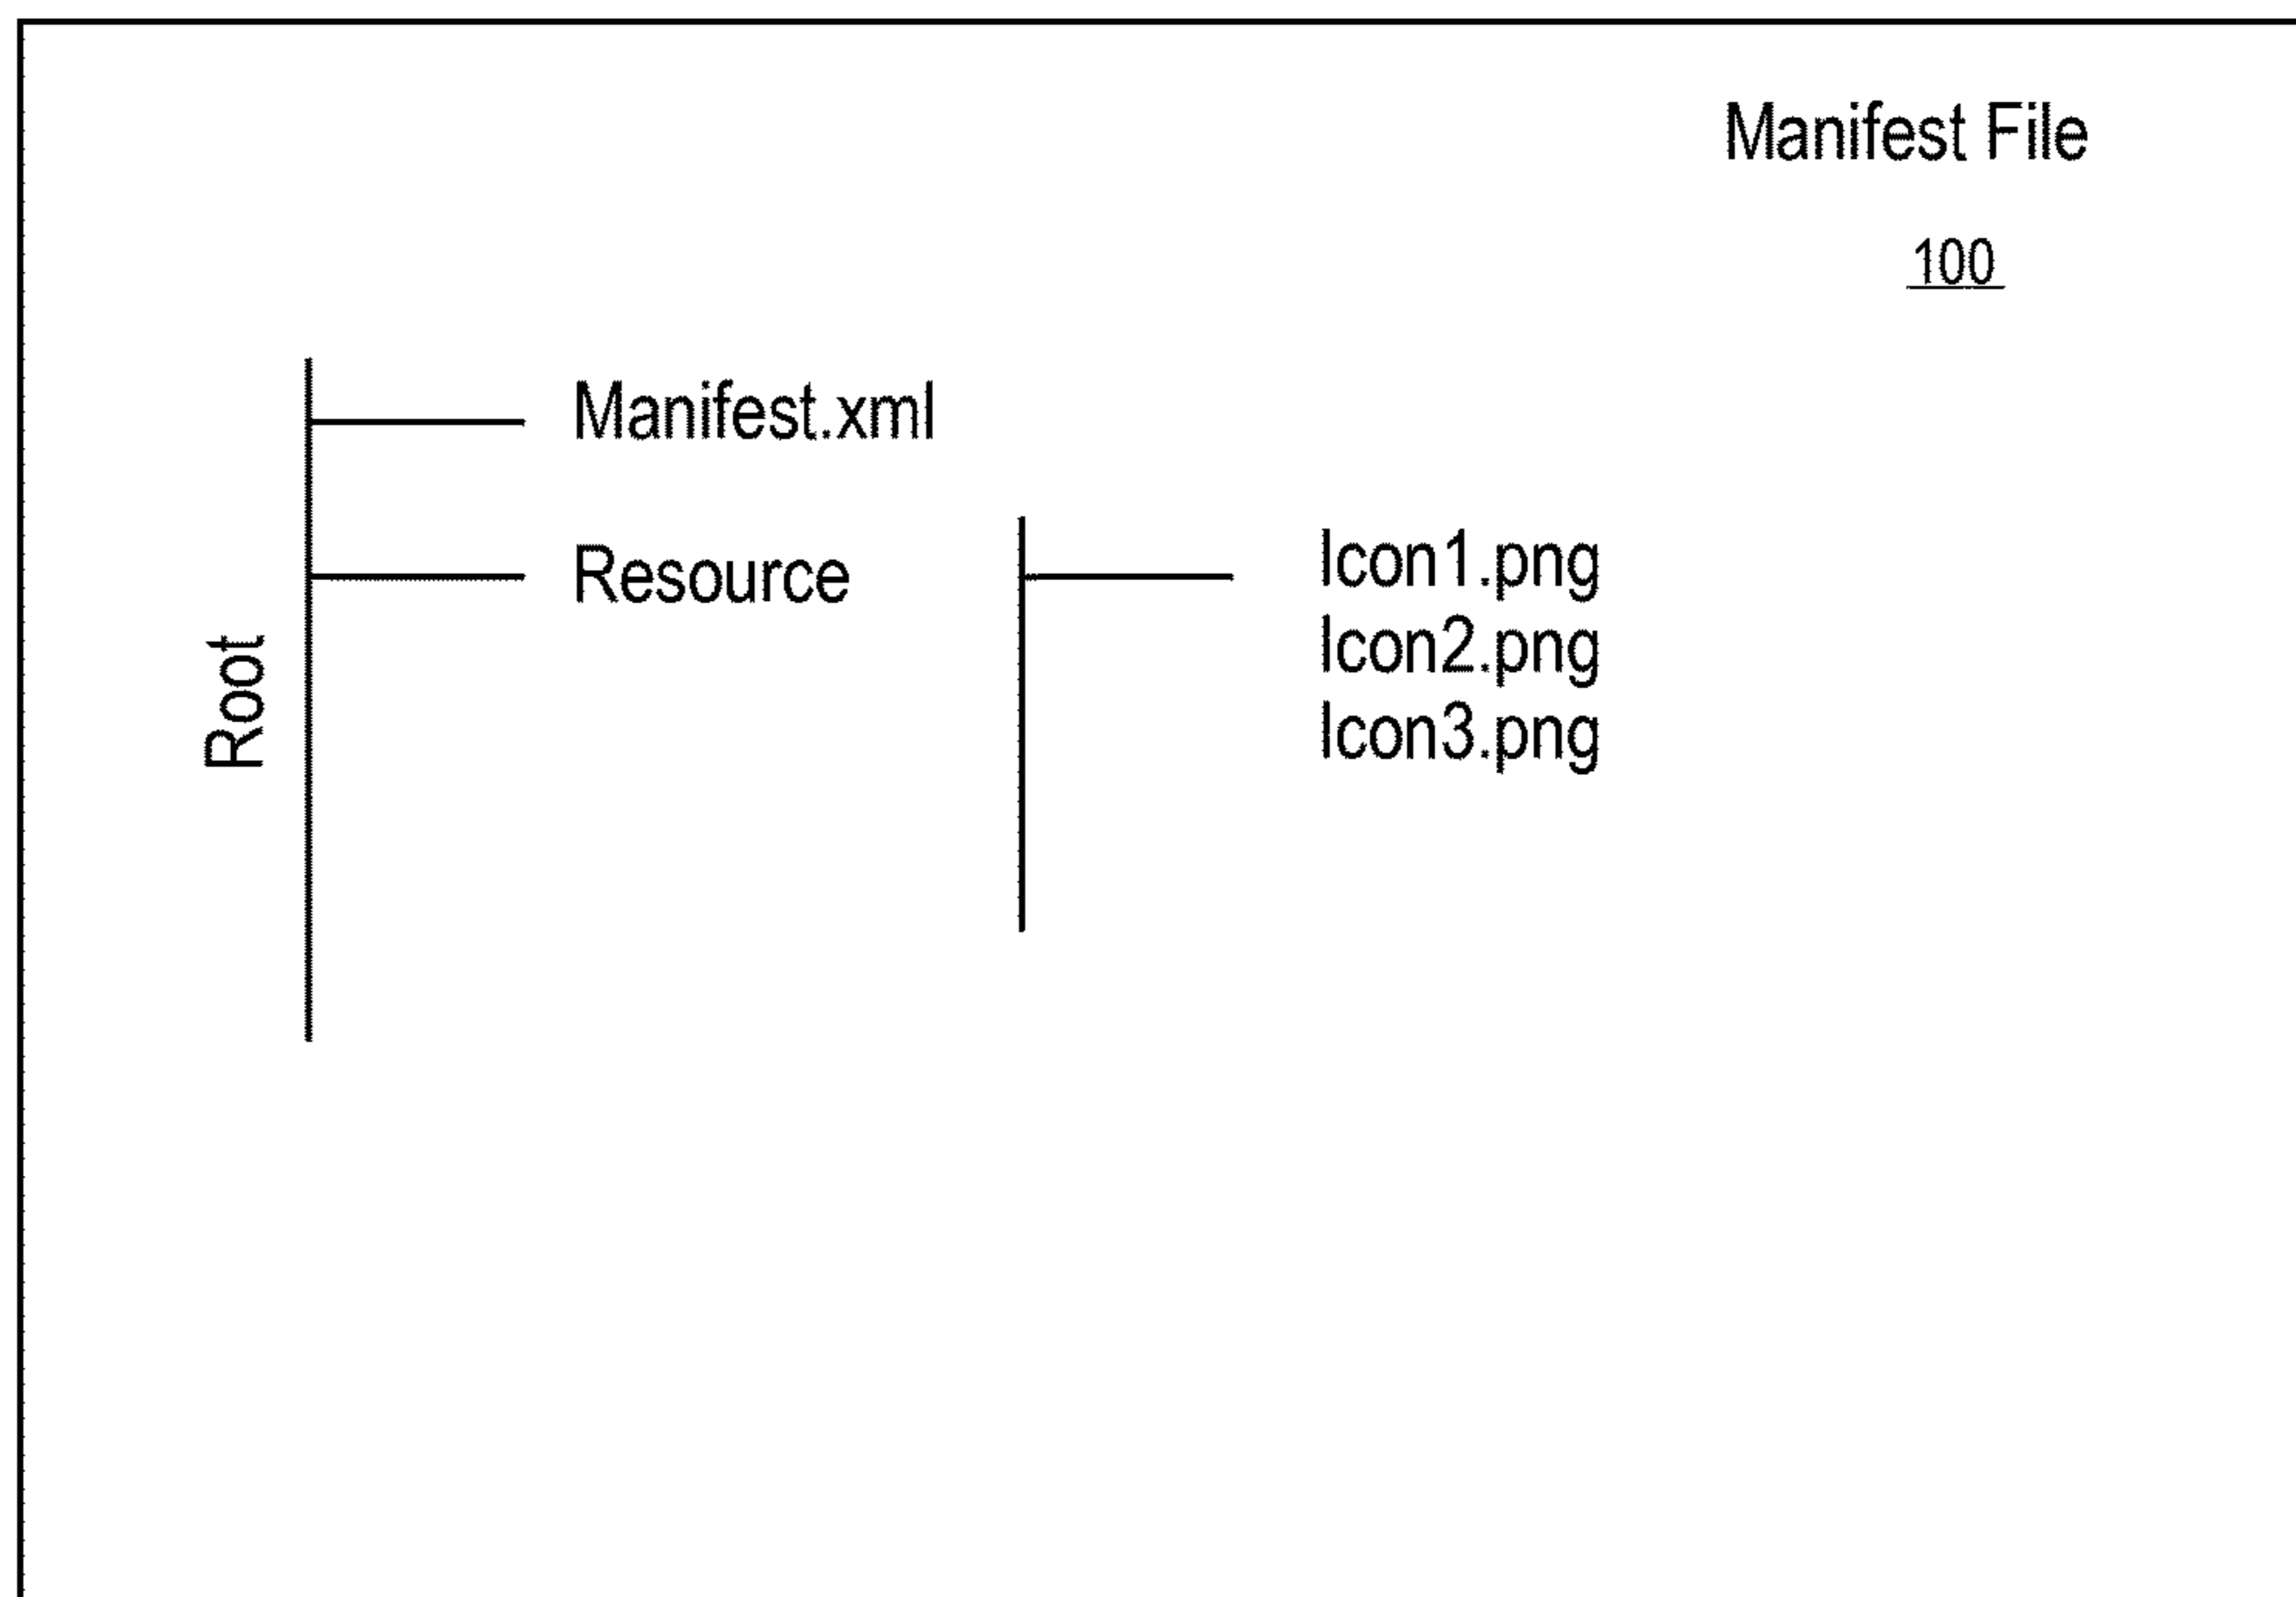 Manifest File
100
Manifest.xml
Resource
Icon1.png
Icon2.png
Icon3.png
Root